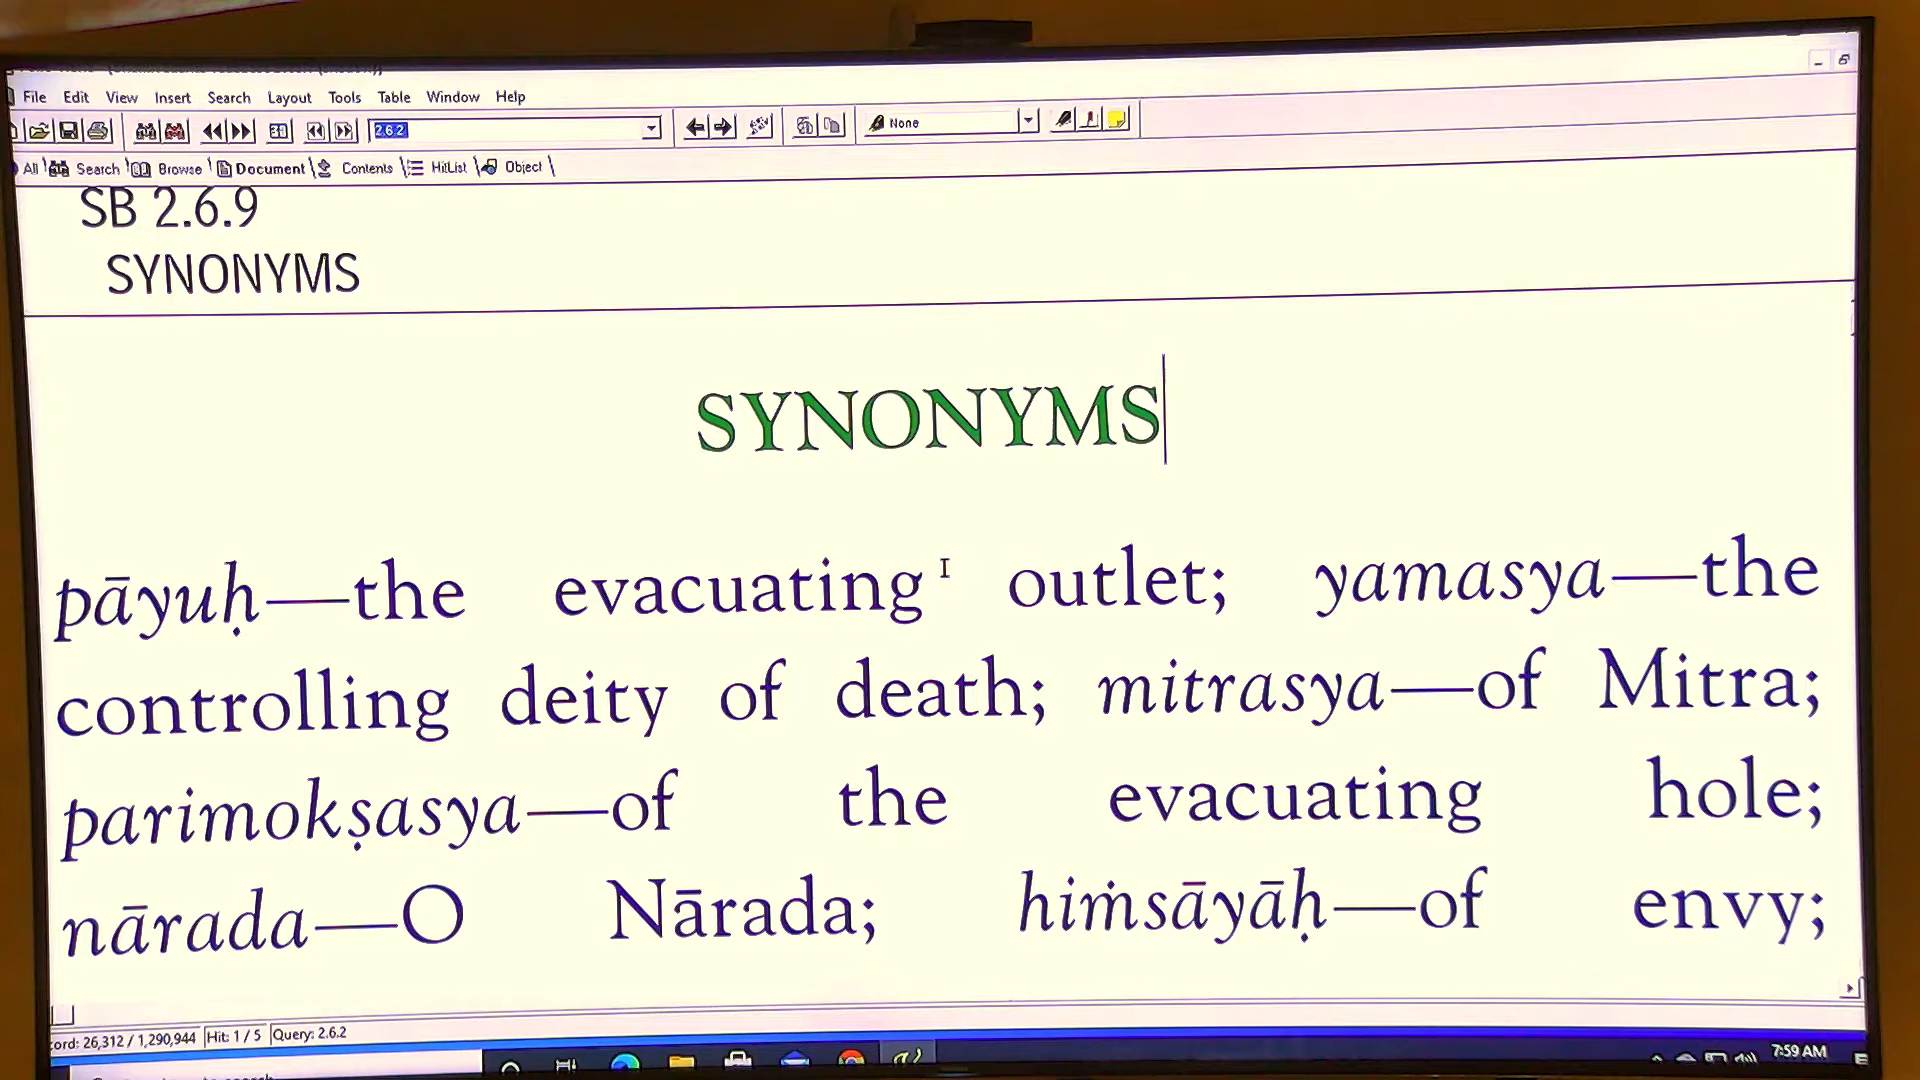 File Edit View Insert Search Layout Tools Table Window Help
2.6.2 None
All Search Browse Document Contents HitList Object
SB 2.6.9
SYNONYMS
SYNONYMS
pāyuḥ—the evacuating outlet; yamasya—the
controlling deity of death; mitrasya—of Mitra;
parimokṣasya—of the evacuating hole;
nārada—O Nārada; hiṁsāyāḥ—of envy;
ord: 26,312 / 1,290,944 Hit: 1 / 5 Query: 2.6.2
7:59 AM